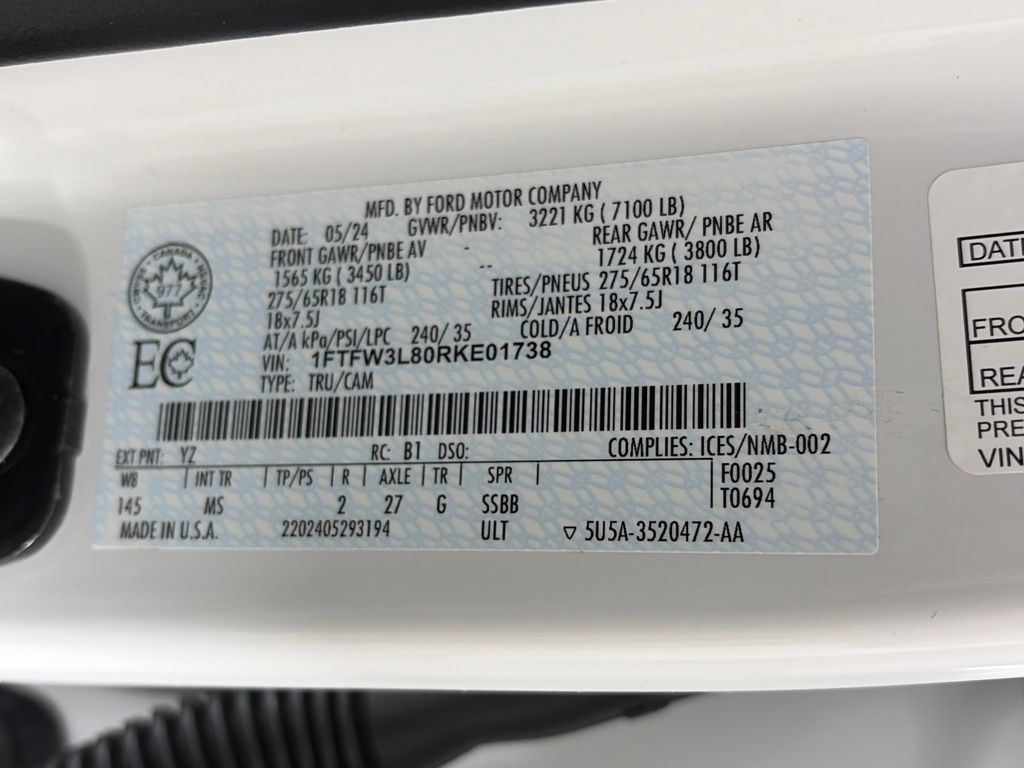 MFD. BY FORD MOTOR COMPANY
DATE: 05/24 GVWR/PNBV: 3221 KG ( 7100 LB)
FRONT GAWR/PNBE AV - REAR GAWR/ PNBE AR
1565 KG ( 3450 LB) -- 1724 KG ( 3800 LB)
275/65R18 116T TIRES/PNEUS 275/65R18 116T
18x7.5J RIMS/JANTES 18x7.5J
AT/A kPa/PSI/LPC 240/ 35 COLD/A FROID 240/ 35
VIN: 1FTFW3L80RKE01738
TYPE: TRU/CAM
CANADA
977
TRANSPORT
EC
EXT PNT: YZ RC: B1 DSO: COMPLIES: ICES/NMB-002
WB | INT TR | TP/PS | R | AXLE | TR | SPR | F0025
145 MS 2 27 G SSBB T0694
MADE IN U.S.A. 2202405293194 ULT ▽ 5U5A-3520472-AA
DATE
FRO
REA
THIS
PRE
VIN